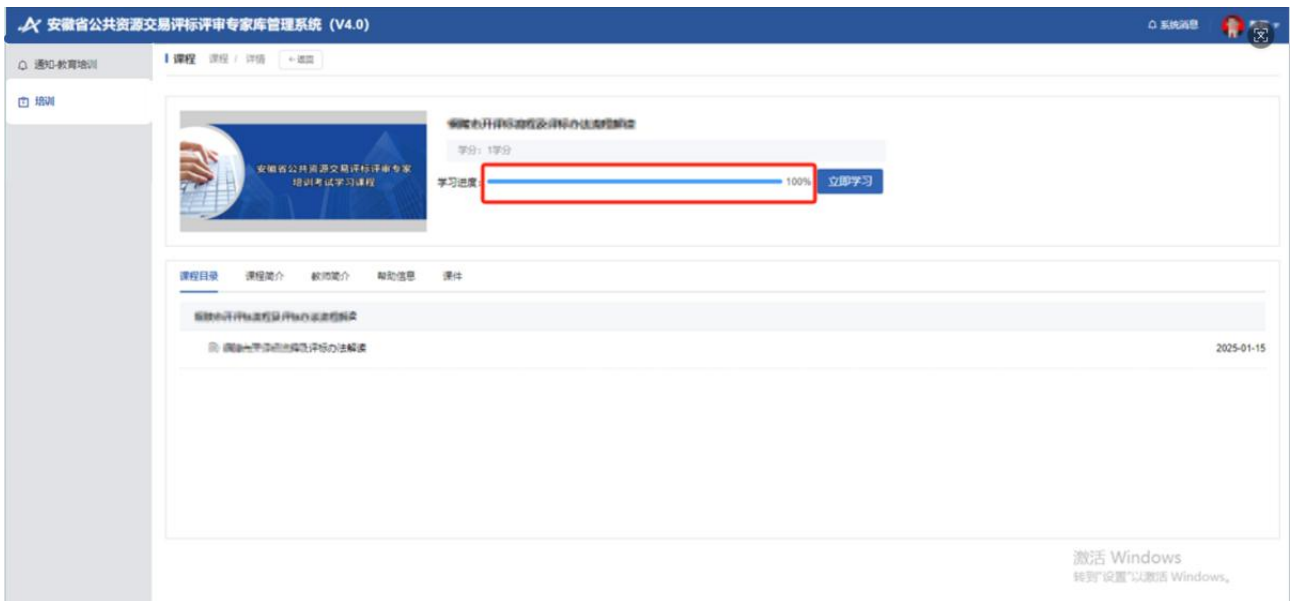 安徽省公共资源交易评标评审专家库管理系统（V4.0）
系统消息
通知-教育培训
培训
课程 课程 / 详情 返回
安徽省公共资源交易评标评审专家
培训考试学习课程
学分：1学分
学习进度： 100% 立即学习
课程目录 课程简介 教师简介 帮助信息 课件
2025-01-15
激活 Windows
转到"设置"以激活 Windows。